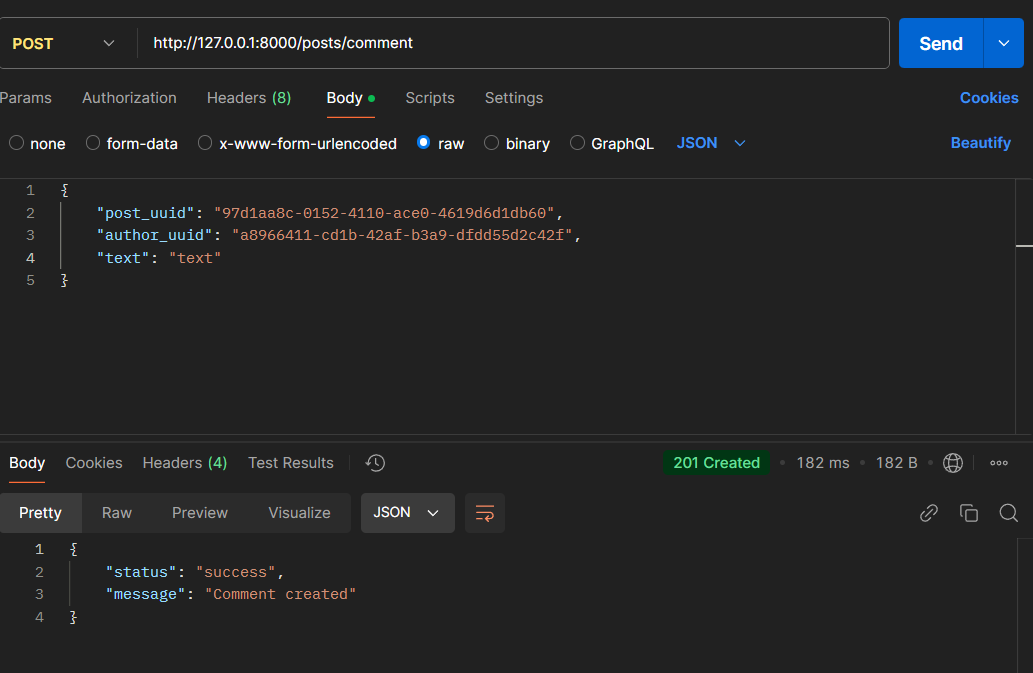 POST http://127.0.0.1:8000/posts/comment Send
Params Authorization Headers (8) Body Scripts Settings Cookies
none form-data x-www-form-urlencoded raw binary GraphQL JSON Beautify
1 {
2 "post_uuid": "97d1aa8c-0152-4110-ace0-4619d6d1db60",
3 "author_uuid": "a8966411-cd1b-42af-b3a9-dfdd55d2c42f",
4 "text": "text"
5 }
Body Cookies Headers (4) Test Results 201 Created • 182 ms • 182 B •
Pretty Raw Preview Visualize JSON
1 {
2 "status": "success",
3 "message": "Comment created"
4 }